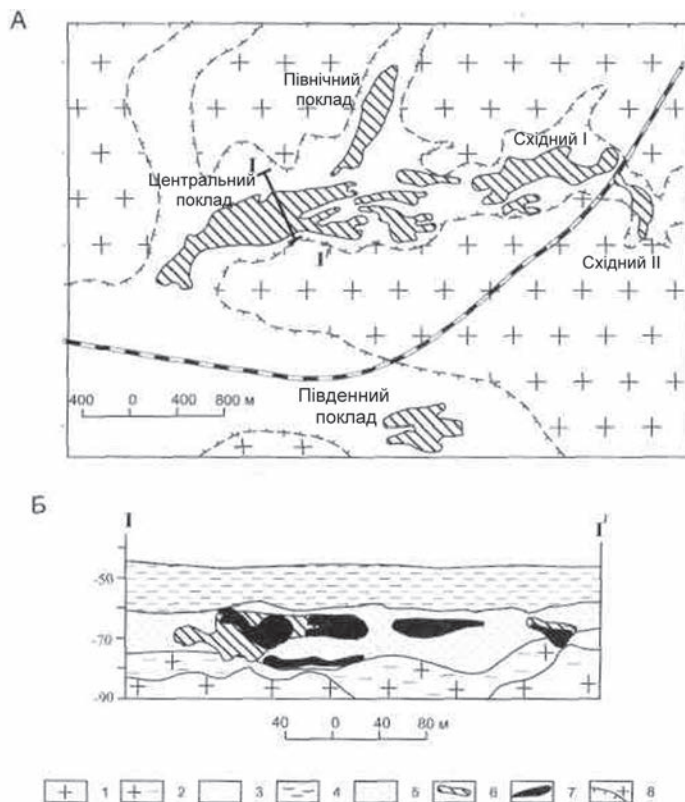 А
Північний
поклад
Східний I
I
Центральний
поклад
I'
Східний II
Південний
поклад
400 0 400 800 м
Б
I I'
-50
-70
-90
40 0 40 80 м
1 2 3 4 5 6 7 8